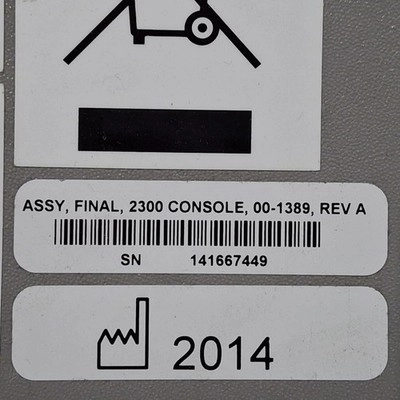 ASSY, FINAL, 2300 CONSOLE, 00-1389, REV A
SN 141667449
2014